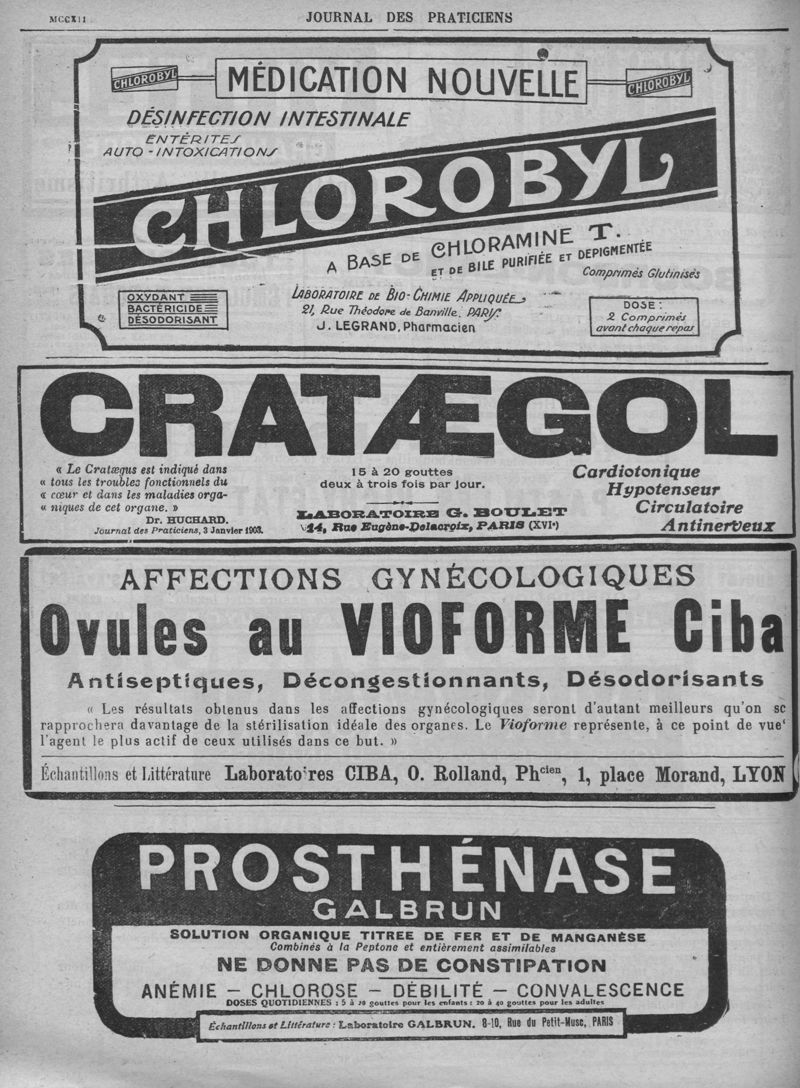 MCCXII
JOURNAL DES PRATICIENS
CHLOROBYL
MÉDICATION NOUVELLE
CHLOROBYL
DÉSINFECTION INTESTINALE
ENTÉRITES
AUTO-INTOXICATIONS
CHLOROBYL
A BASE DE CHLORAMINE T.
ET DE BILE PURIFIÉE ET DÉPIGMENTÉE
Comprimés Glutinisés
OXYDANT
BACTÉRICIDE
DÉSODORISANT
LABORATOIRE DE BIO-CHIMIE APPLIQUÉE
21, Rue Théodore de Banville, PARIS
J. LEGRAND, Pharmacien
DOSE:
2 Comprimés
avant chaque repas
CRATÆGOL
« Le Cratægus est indiqué dans
« tous les troubles fonctionnels du
« cœur et dans les maladies orga-
« niques de cet organe. »
Dr. HUCHARD.
Journal des Praticiens, 3 Janvier 1903.
15 à 20 gouttes
deux à trois fois par jour.
LABORATOIRE G. BOULET
14, Rue Eugène-Delacroix, PARIS (XVIe)
Cardiotonique
Hypotenseur
Circulatoire
Antinerveux
AFFECTIONS GYNÉCOLOGIQUES
Ovules au VIOFORME Ciba
Antiseptiques, Décongestionnants, Désodorisants
« Les résultats obtenus dans les affections gynécologiques seront d'autant meilleurs qu'on se
rapprochera davantage de la stérilisation idéale des organes. Le Vioforme représente, à ce point de vue'
l'agent le plus actif de ceux utilisés dans ce but. »
Échantillons et Littérature Laboratoires CIBA, O. Rolland, Phcien, 1, place Morand, LYON
PROSTHÉNASE
GALBRUN
SOLUTION ORGANIQUE TITREE DE FER ET DE MANGANÈSE
Combinés à la Peptone et entièrement assimilables
NE DONNE PAS DE CONSTIPATION
ANÉMIE — CHLOROSE — DÉBILITÉ — CONVALESCENCE
DOSES QUOTIDIENNES : 5 à 20 gouttes pour les enfants : 20 à 40 gouttes pour les adultes
Échantillons et Littérature : Laboratoire GALBRUN. 8-10, Rue du Petit-Musc, PARIS